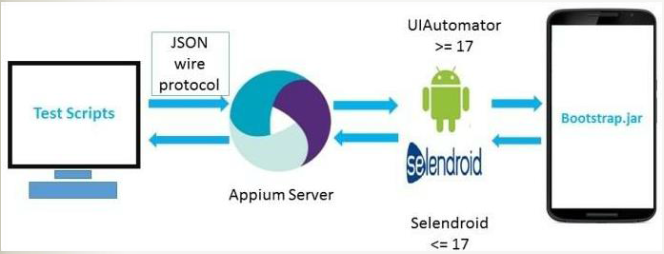 JSON
wire
protocol
Test Scripts
Appium Server
UIAutomator
>= 17
selendroid
Selendroid
<= 17
Bootstrap.jar